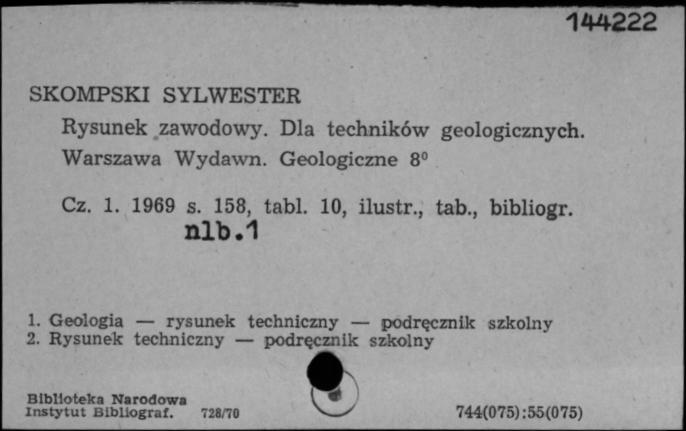 144222
SKOMPSKI SYLWESTER
Rysunek zawodowy. Dla techników geologicznych.
Warszawa Wydawn. Geologiczne 8⁰
Cz. 1. 1969 s. 158, tabl. 10, ilustr., tab., bibliogr.
nlb.1
1. Geologia — rysunek techniczny — podręcznik szkolny
2. Rysunek techniczny — podręcznik szkolny
Biblioteka Narodowa
Instytut Bibliograf. 728/70 744(075):55(075)